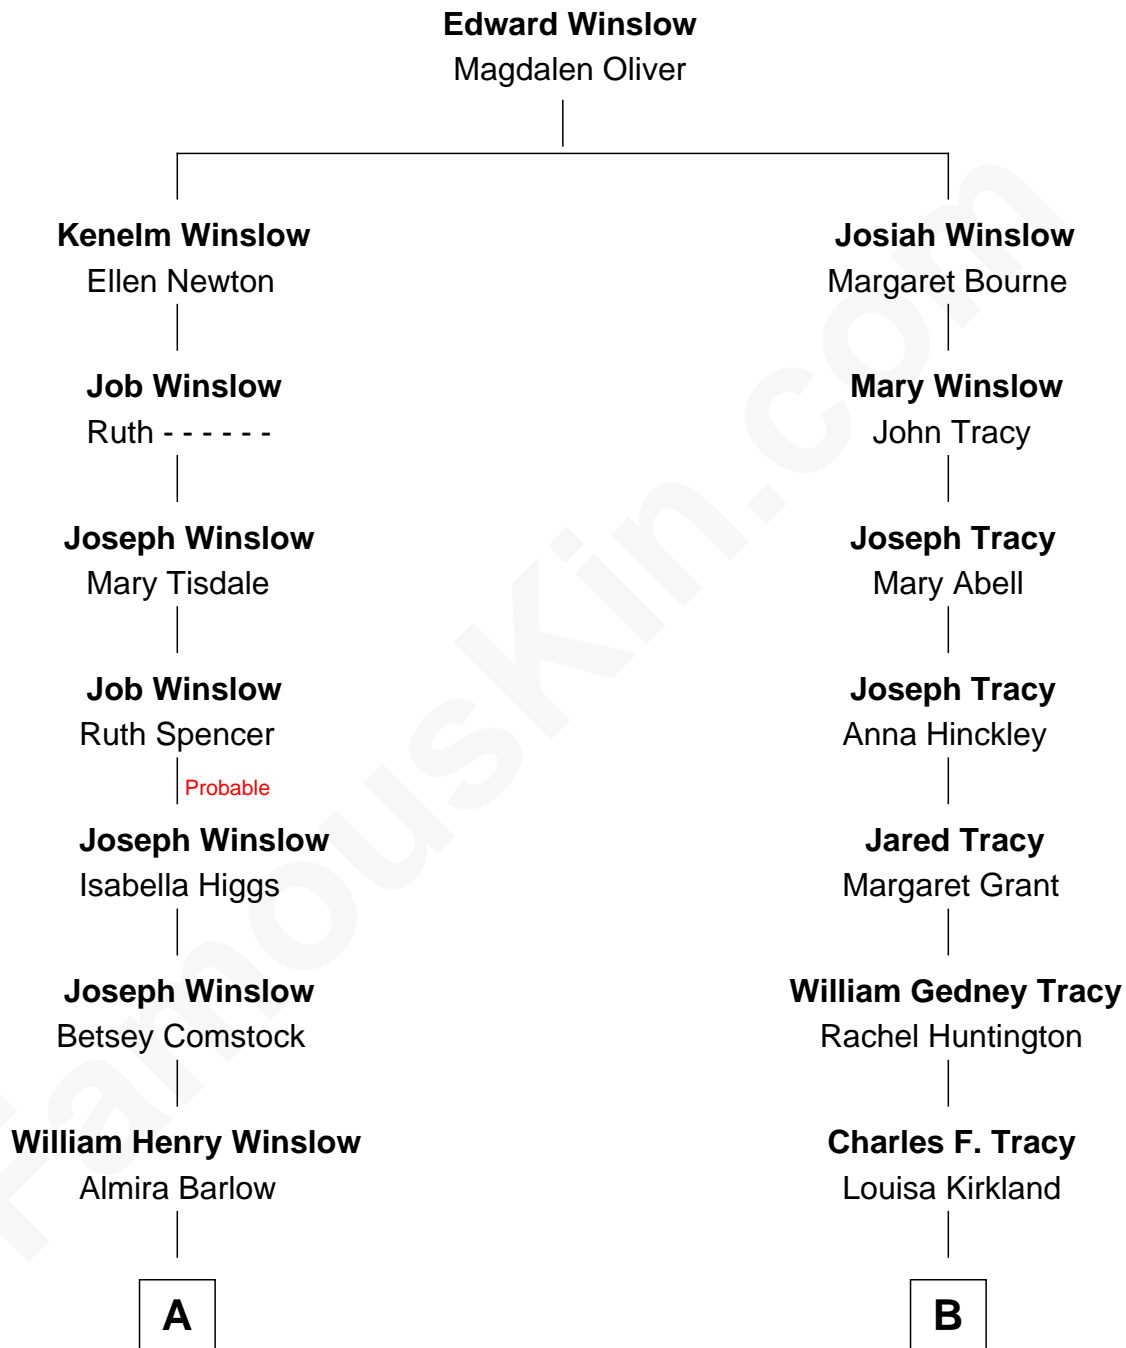 Edward Winslow
Magdalen Oliver
Kenelm Winslow
Ellen Newton
Josiah Winslow
Margaret Bourne
Job Winslow
Ruth - - - - - -
Mary Winslow
John Tracy
Joseph Winslow
Mary Tisdale
Joseph Tracy
Mary Abell
Job Winslow
Ruth Spencer
Joseph Tracy
Anna Hinckley
Probable
Joseph Winslow
Isabella Higgs
Jared Tracy
Margaret Grant
Joseph Winslow
Betsey Comstock
William Gedney Tracy
Rachel Huntington
William Henry Winslow
Almira Barlow
Charles F. Tracy
Louisa Kirkland
A
B
FamousKin.com